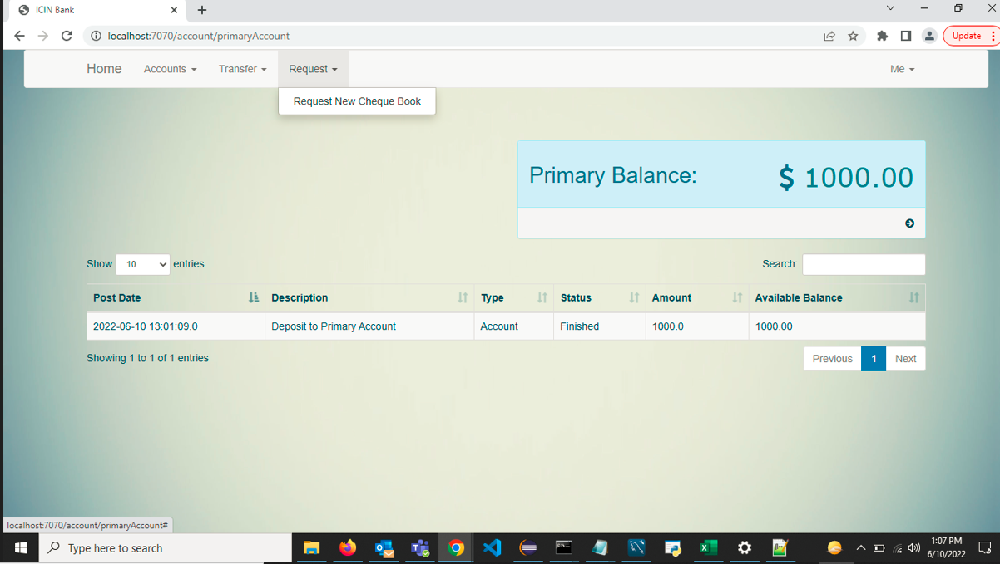 ICIN Bank
localhost:7070/account/primaryAccount
Update
Home Accounts Transfer Request Me
Request New Cheque Book
Primary Balance: $ 1000.00
Show 10 entries Search:
Post Date Description Type Status Amount Available Balance
2022-06-10 13:01:09.0 Deposit to Primary Account Account Finished 1000.0 1000.00
Showing 1 to 1 of 1 entries Previous 1 Next
localhost:7070/account/primaryAccount#
Type here to search
1:07 PM
6/10/2022